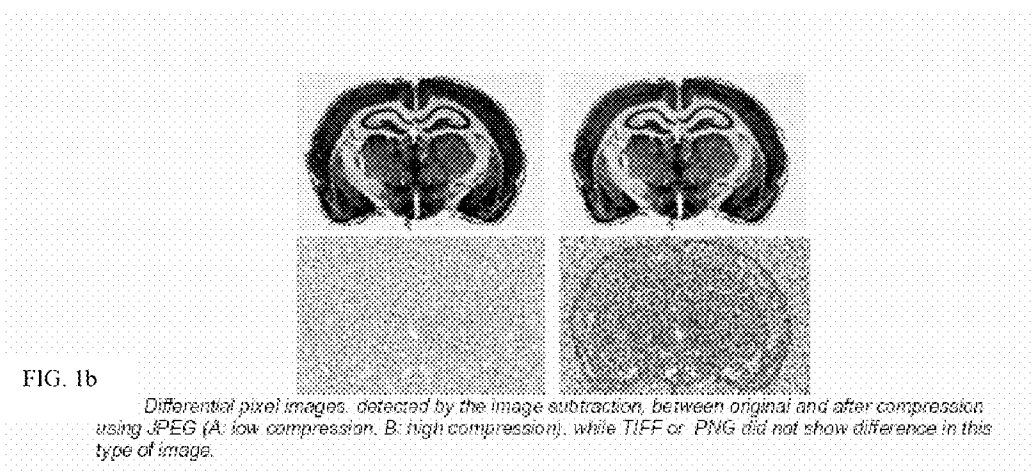 FIG. 1b
Differential pixel images, detected by the image subtraction, between original and after compression
using JPEG (A: low compression, B: high compression), while TIFF or PNG did not show difference in this
type of image.